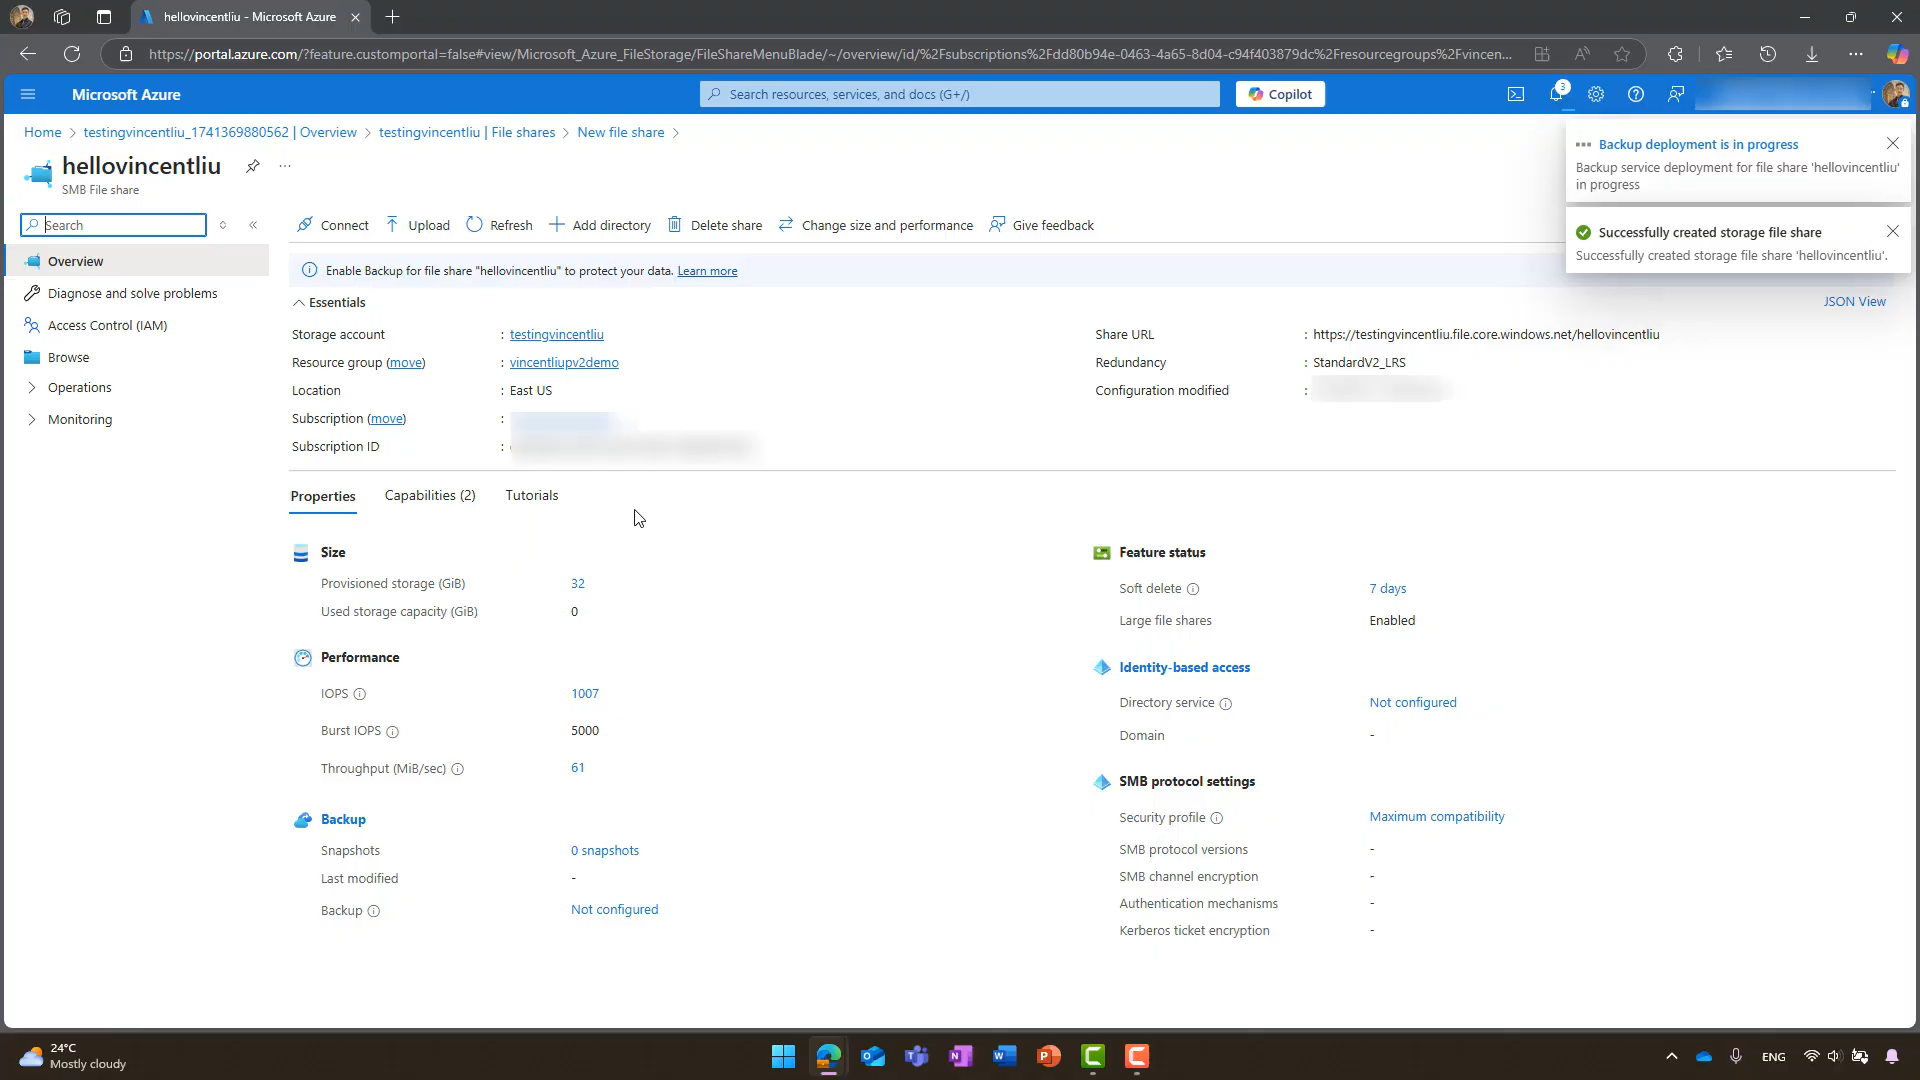 hellovincentliu - Microsoft Azure
https://portal.azure.com/?feature.customportal=false#view/Microsoft_Azure_FileStorage/FileShareMenuBlade/~/overview/id/%2Fsubscriptions%2Fdd80b94e-0463-4a65-8d04-c94f403879dc%2Fresourcegroups%2Fvincen...
Microsoft Azure
Search resources, services, and docs (G+/)
Copilot
3
Home > testingvincentliu_1741369880562 | Overview > testingvincentliu | File shares > New file share >
hellovincentliu
SMB File share
Backup deployment is in progress
Backup service deployment for file share 'hellovincentliu'
in progress
Successfully created storage file share
Successfully created storage file share 'hellovincentliu'.
Search
Overview
Diagnose and solve problems
Access Control (IAM)
Browse
Operations
Monitoring
Connect Upload Refresh Add directory Delete share Change size and performance Give feedback
Enable Backup for file share "hellovincentliu" to protect your data. Learn more
Essentials
JSON View
Storage account : testingvincentliu
Resource group (move) : vincentliupv2demo
Location : East US
Subscription (move) :
Subscription ID :
Share URL : https://testingvincentliu.file.core.windows.net/hellovincentliu
Redundancy : StandardV2_LRS
Configuration modified :
Properties Capabilities (2) Tutorials
Size
Provisioned storage (GiB) 32
Used storage capacity (GiB) 0
Performance
IOPS 1007
Burst IOPS 5000
Throughput (MiB/sec) 61
Backup
Snapshots 0 snapshots
Last modified -
Backup Not configured
Feature status
Soft delete 7 days
Large file shares Enabled
Identity-based access
Directory service Not configured
Domain -
SMB protocol settings
Security profile Maximum compatibility
SMB protocol versions -
SMB channel encryption -
Authentication mechanisms -
Kerberos ticket encryption -
24°C
Mostly cloudy
ENG